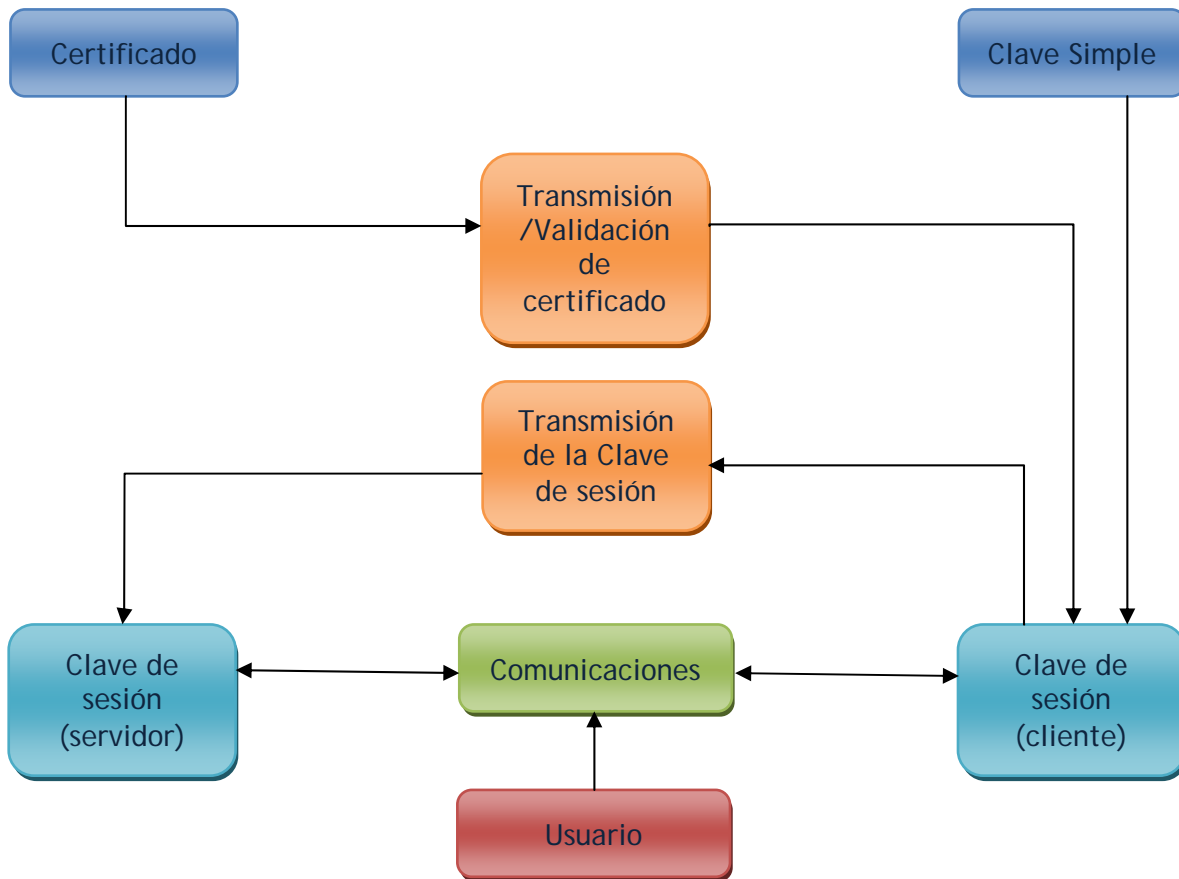 Certificado
Clave Simple
Transmisión
/Validación
de
certificado
Transmisión
de la Clave
de sesión
Clave de
sesión
(servidor)
Comunicaciones
Clave de
sesión
(cliente)
Usuario